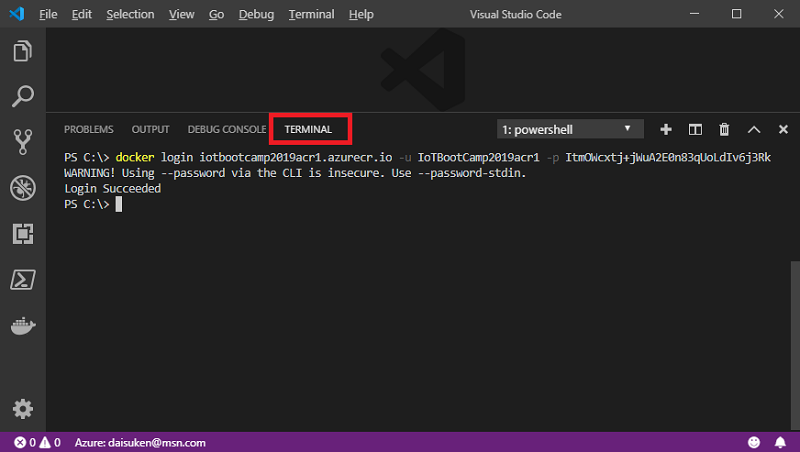 File Edit Selection View Go Debug Terminal Help Visual Studio Code
PROBLEMS OUTPUT DEBUG CONSOLE TERMINAL 1: powershell
PS C:\> docker login iotbootcamp2019acr1.azurecr.io -u IoTBootCamp2019acr1 -p ItmOWcxtj+jWuA2E0n83qUoLdIv6j3Rk
WARNING! Using --password via the CLI is insecure. Use --password-stdin.
Login Succeeded
PS C:\>
0 0 Azure: daisuken@msn.com